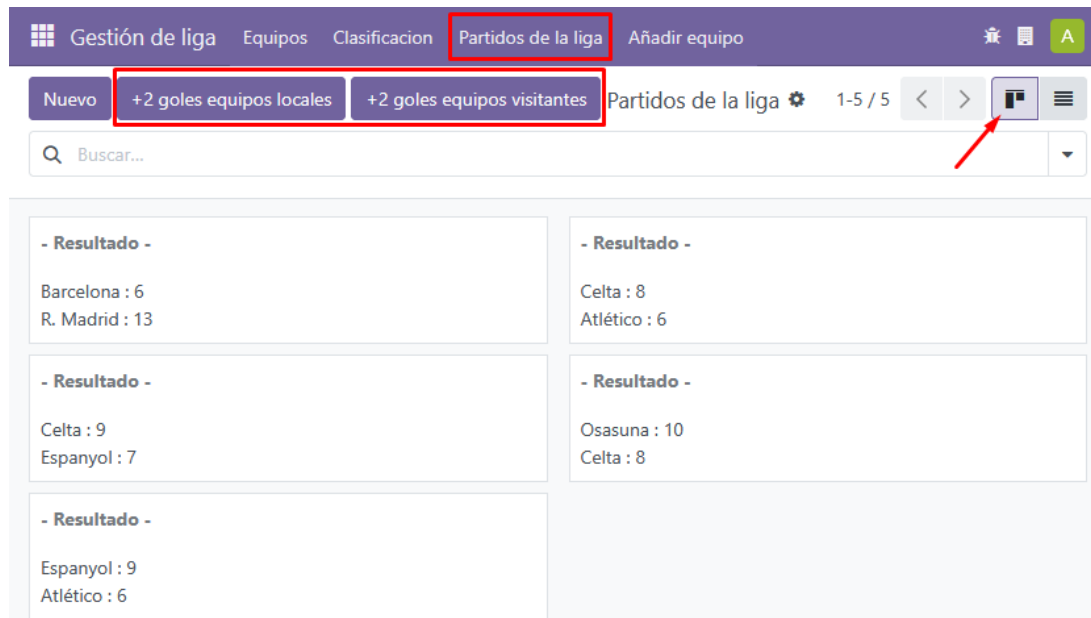 Gestión de liga Equipos Clasificacion Partidos de la liga Añadir equipo A
Nuevo +2 goles equipos locales +2 goles equipos visitantes Partidos de la liga 1-5 / 5
Buscar...
- Resultado -
Barcelona : 6
R. Madrid : 13
- Resultado -
Celta : 8
Atlético : 6
- Resultado -
Celta : 9
Espanyol : 7
- Resultado -
Osasuna : 10
Celta : 8
- Resultado -
Espanyol : 9
Atlético : 6